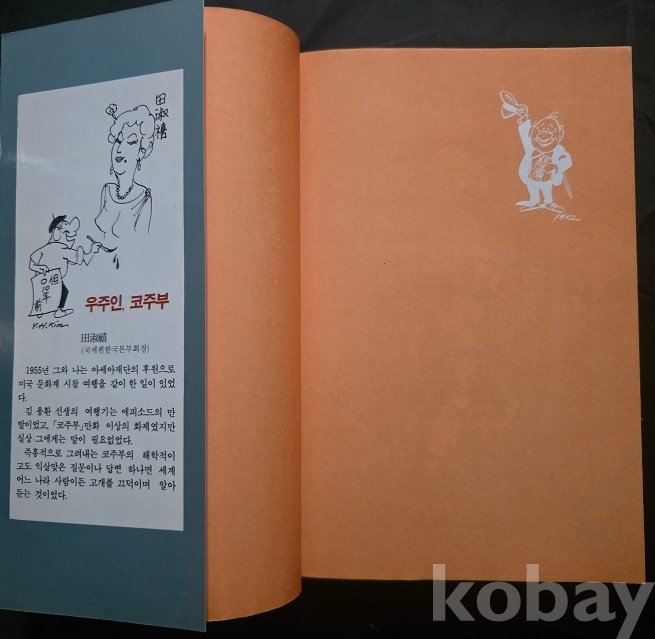 田淑禧
但
10年
前
Y.H.Kim
우주인, 코주부
田淑禧
(국제펜한국본부회장)
1955년 그와 나는 아세아재단의 후원으로
미국 문화계 시찰 여행을 같이 한 일이 있었
다.
김 용환 선생의 여행기는 에피소드의 만
발이었고, 「코주부」만화 이상의 화제였지만
실상 그에게는 말이 필요없었다.
즉흥적으로 그려내는 코주부의 해학적이
고도 익살맞은 질문이나 답변 하나면 세계
어느 나라 사람이든 고개를 끄덕이며 알아
듣는 것이었다.
kobay